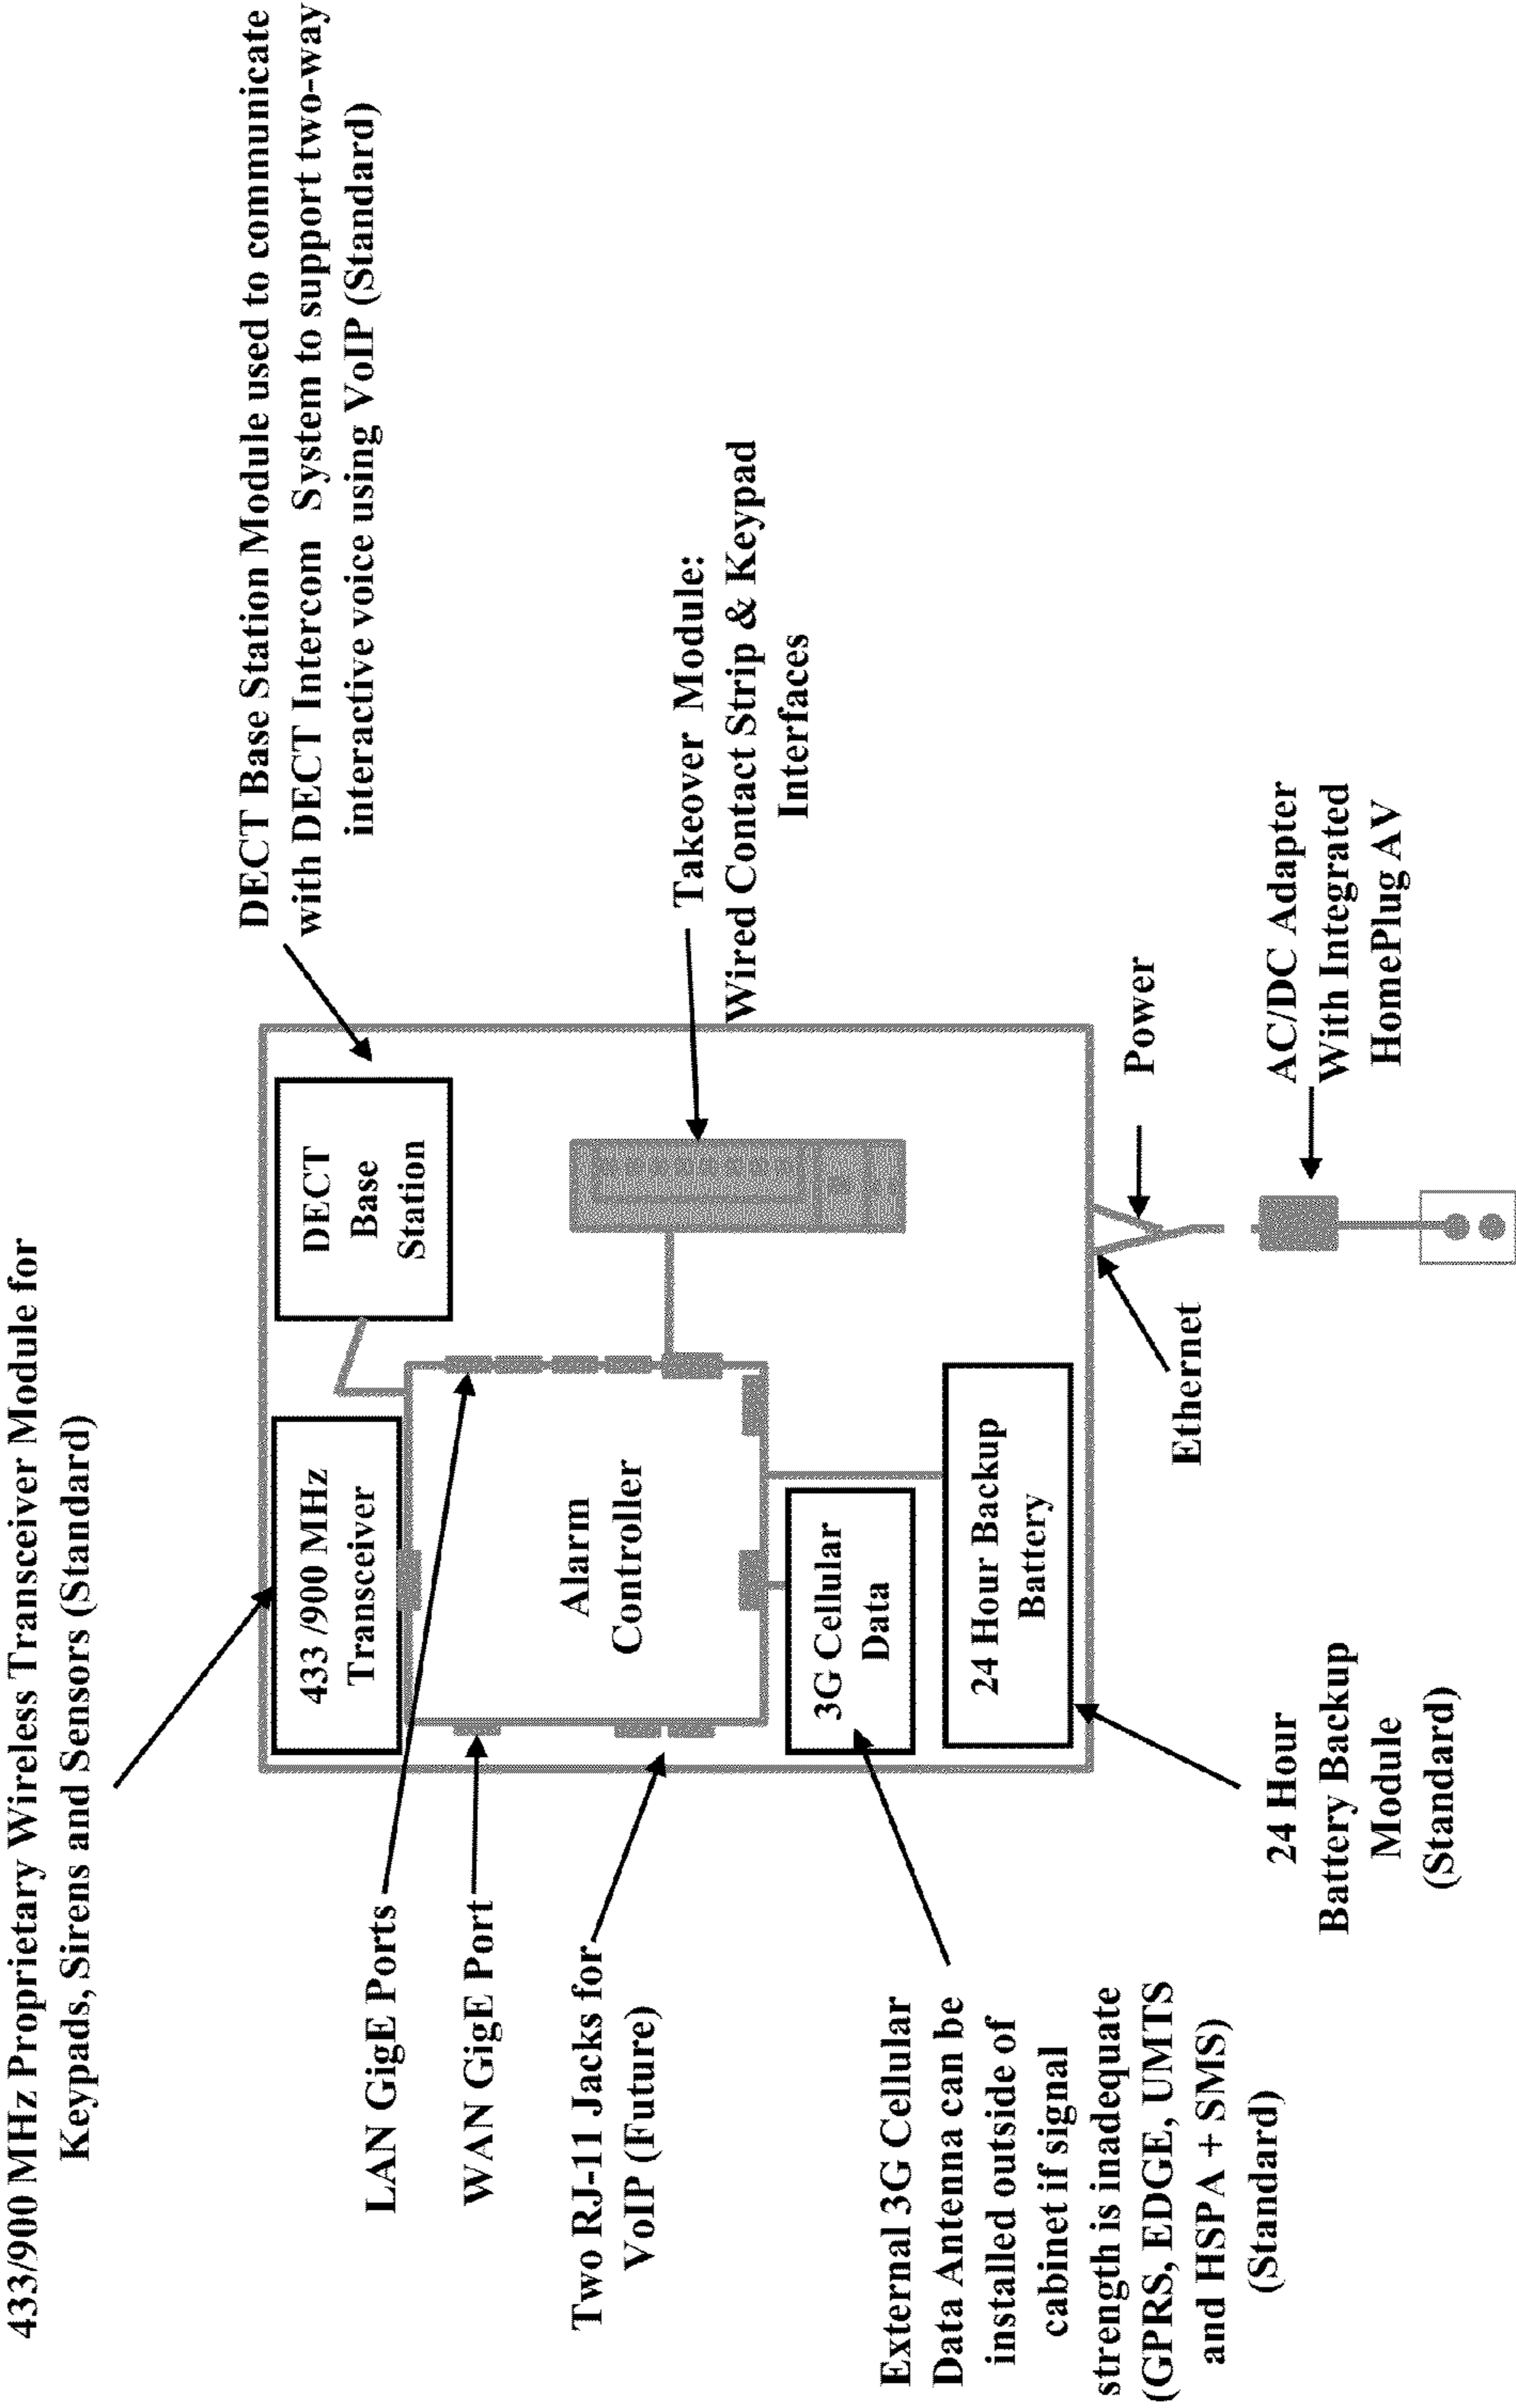 433/900 MHz Proprietary Wireless Transceiver Module for
Keypads, Sirens and Sensors (Standard)
DECT Base Station Module used to communicate
with DECT Intercom System to support two-way
interactive voice using VoIP (Standard)
LAN GigE Ports
WAN GigE Port
Two RJ-11 Jacks for
VoIP (Future)
External 3G Cellular
Data Antenna can be
installed outside of
cabinet if signal
strength is inadequate
(GPRS, EDGE, UMTS
and HSPA + SMS)
(Standard)
433 /900 MHz
Transceiver
DECT
Base
Station
Alarm
Controller
3G Cellular
Data
24 Hour Backup
Battery
Takeover Module:
Wired Contact Strip & Keypad
Interfaces
24 Hour
Battery Backup
Module
(Standard)
Ethernet
Power
AC/DC Adapter
With Integrated
HomePlug AV